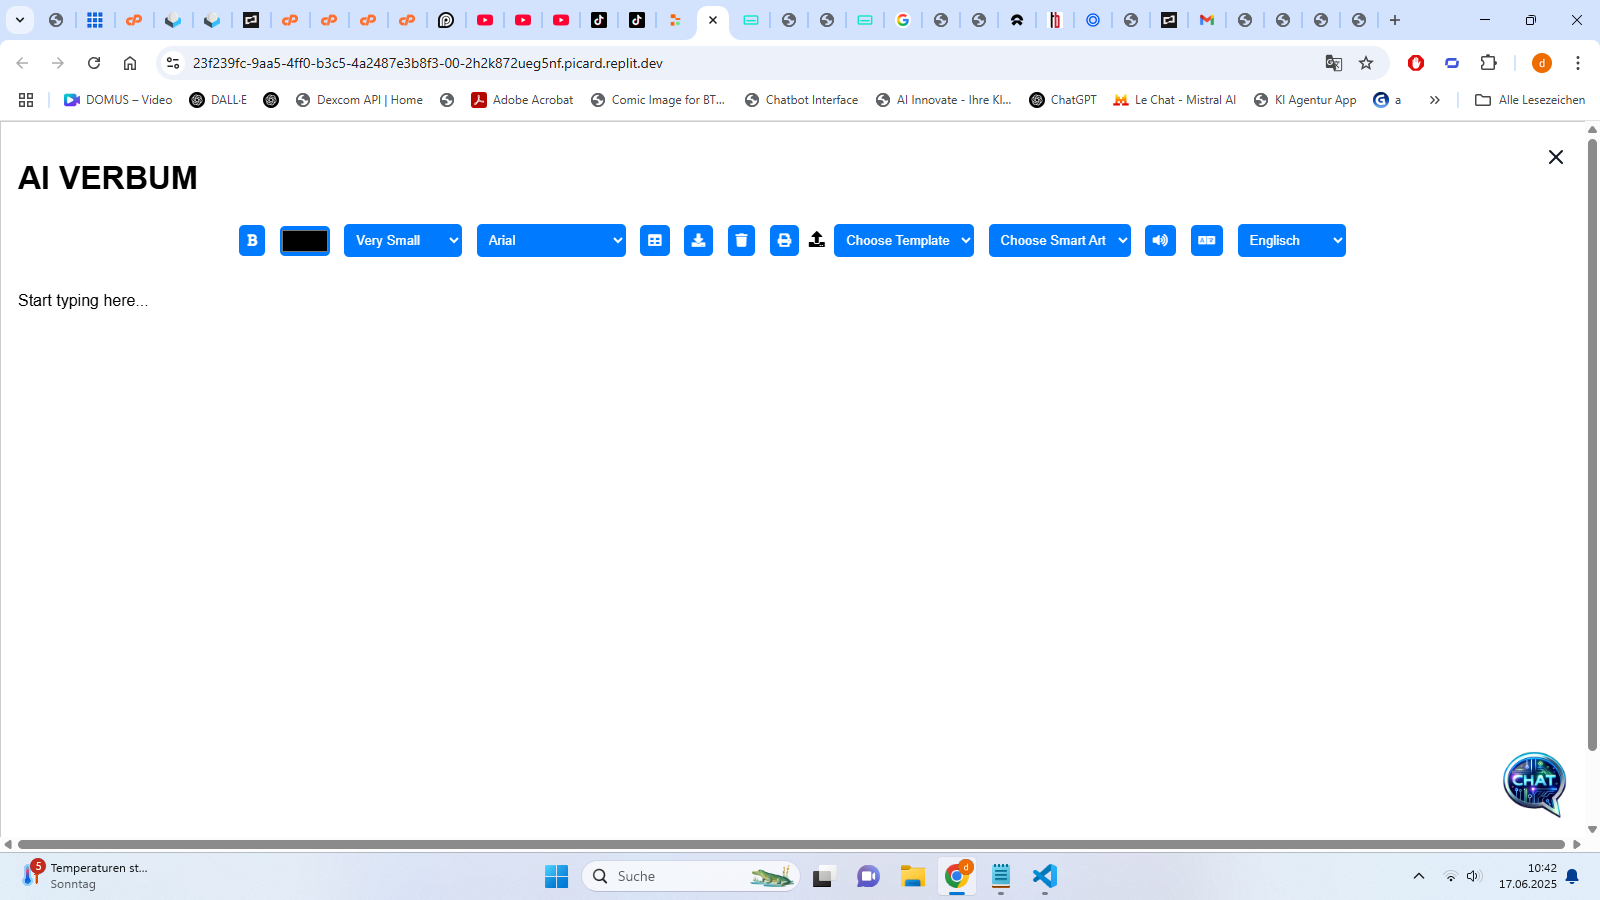 23f239fc-9aa5-4ff0-b3c5-4a2487e3b8f3-00-2h2k872ueg5nf.picard.replit.dev
d
DOMUS – Video
DALL·E
Dexcom API | Home
Adobe Acrobat
Comic Image for BT...
Chatbot Interface
AI Innovate - Ihre KI...
ChatGPT
Le Chat - Mistral AI
KI Agentur App
a
Alle Lesezeichen
AI VERBUM
B
Very Small
Arial
Choose Template
Choose Smart Art
Englisch
Start typing here...
CHAT
5
Temperaturen st...
Sonntag
Suche
d
10:42
17.06.2025